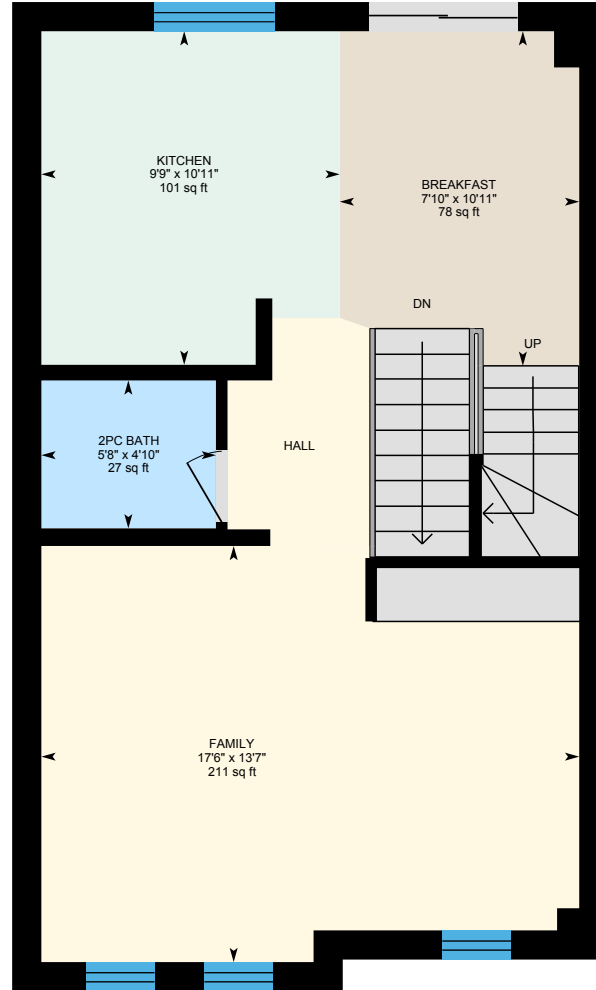 KITCHEN
9'9" x 10'11"
101 sq ft
BREAKFAST
7'10" x 10'11"
78 sq ft
DN
UP
2PC BATH
5'8" x 4'10"
27 sq ft
HALL
FAMILY
17'6" x 13'7"
211 sq ft